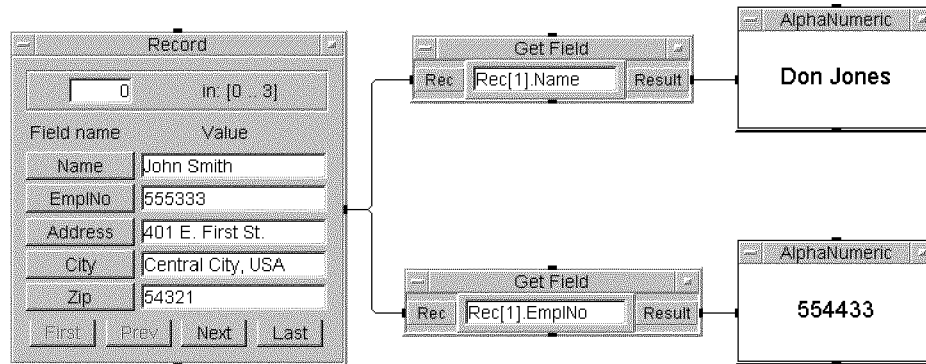 Record
0 in: [0 .. 3]
Field name Value
Name John Smith
EmplNo 555333
Address 401 E. First St.
City Central City, USA
Zip 54321
First Prev Next Last
Get Field
Rec Rec[1].Name Result
AlphaNumeric
Don Jones
Get Field
Rec Rec[1].EmplNo Result
AlphaNumeric
554433